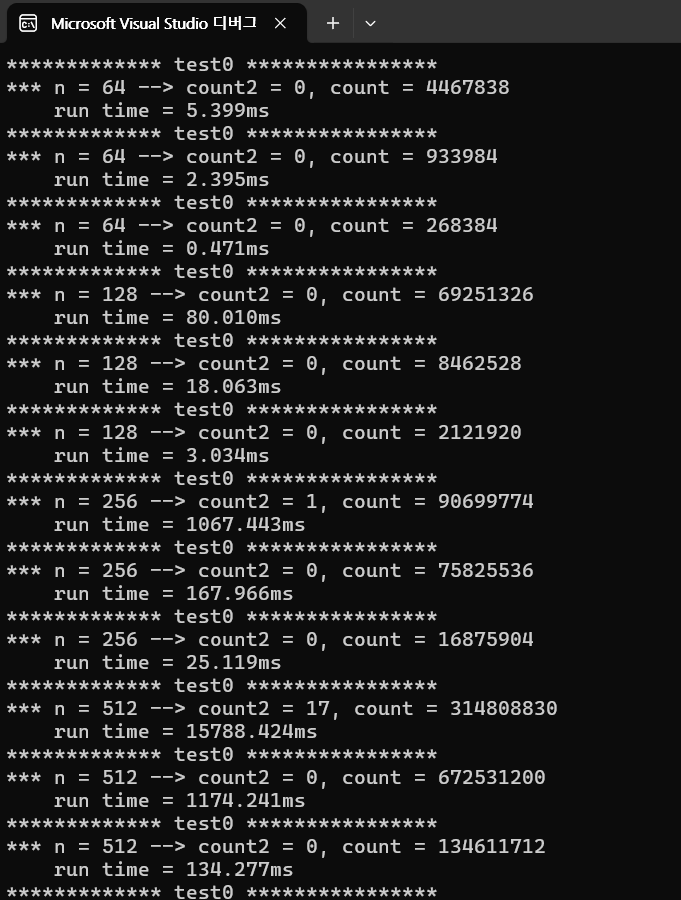 Microsoft Visual Studio 디버그
************* test0 ****************
*** n = 64 --> count2 = 0, count = 4467838
run time = 5.399ms
************* test0 ****************
*** n = 64 --> count2 = 0, count = 933984
run time = 2.395ms
************* test0 ****************
*** n = 64 --> count2 = 0, count = 268384
run time = 0.471ms
************* test0 ****************
*** n = 128 --> count2 = 0, count = 69251326
run time = 80.010ms
************* test0 ****************
*** n = 128 --> count2 = 0, count = 8462528
run time = 18.063ms
************* test0 ****************
*** n = 128 --> count2 = 0, count = 2121920
run time = 3.034ms
************* test0 ****************
*** n = 256 --> count2 = 1, count = 90699774
run time = 1067.443ms
************* test0 ****************
*** n = 256 --> count2 = 0, count = 75825536
run time = 167.966ms
************* test0 ****************
*** n = 256 --> count2 = 0, count = 16875904
run time = 25.119ms
************* test0 ****************
*** n = 512 --> count2 = 17, count = 314808830
run time = 15788.424ms
************* test0 ****************
*** n = 512 --> count2 = 0, count = 672531200
run time = 1174.241ms
************* test0 ****************
*** n = 512 --> count2 = 0, count = 134611712
run time = 134.277ms
************* test0 ****************